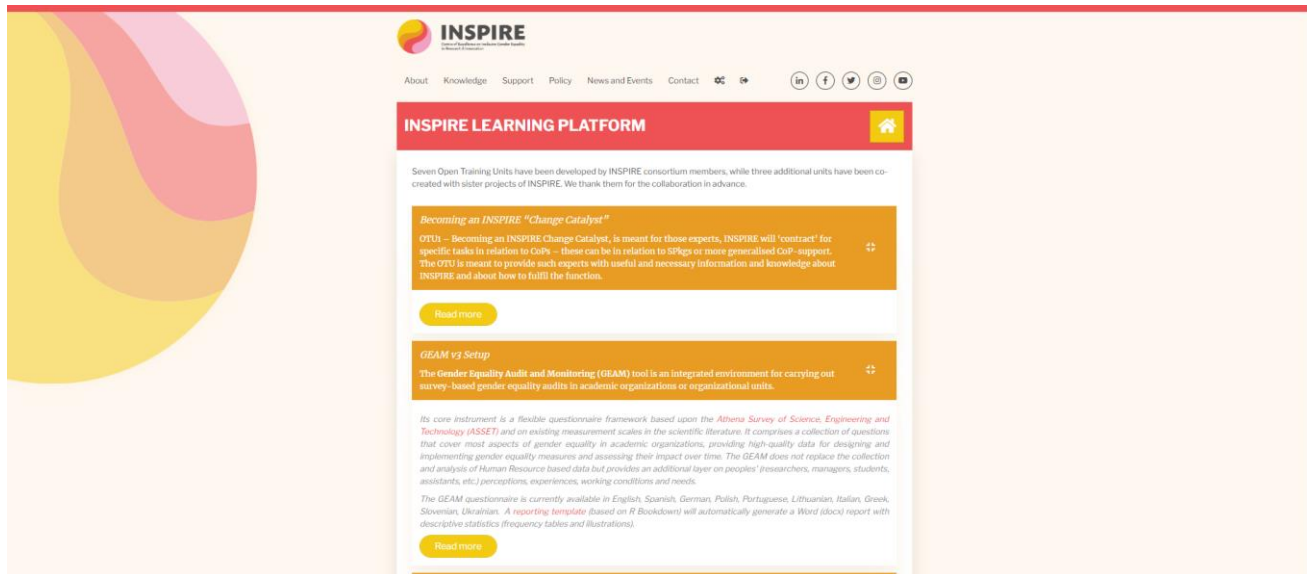 INSPIRE
Centre of Excellence on inclusive Gender Equality
in Research & Innovation
About Knowledge Support Policy News and Events Contact
INSPIRE LEARNING PLATFORM
Seven Open Training Units have been developed by INSPIRE consortium members, while three additional units have been co-
created with sister projects of INSPIRE. We thank them for the collaboration in advance.
Becoming an INSPIRE “Change Catalyst”
OTU1 – Becoming an INSPIRE Change Catalyst, is meant for those experts, INSPIRE will ‘contract’ for
specific tasks in relation to CoPs – these can be in relation to SPkgs or more generalised CoP-support.
The OTU is meant to provide such experts with useful and necessary information and knowledge about
INSPIRE and about how to fulfil the function.
Read more
GEAM v3 Setup
The Gender Equality Audit and Monitoring (GEAM) tool is an integrated environment for carrying out
survey-based gender equality audits in academic organizations or organizational units.
Its core instrument is a flexible questionnaire framework based upon the Athena Survey of Science, Engineering and
Technology (ASSET) and on existing measurement scales in the scientific literature. It comprises a collection of questions
that cover most aspects of gender equality in academic organizations, providing high-quality data for designing and
implementing gender equality measures and assessing their impact over time. The GEAM does not replace the collection
and analysis of Human Resource based data but provides an additional layer on peoples' (researchers, managers, students,
assistants, etc.) perceptions, experiences, working conditions and needs.
The GEAM questionnaire is currently available in English, Spanish, German, Polish, Portuguese, Lithuanian, Italian, Greek,
Slovenian, Ukrainian. A reporting template (based on R Bookdown) will automatically generate a Word (docx) report with
descriptive statistics (frequency tables and illustrations).
Read more